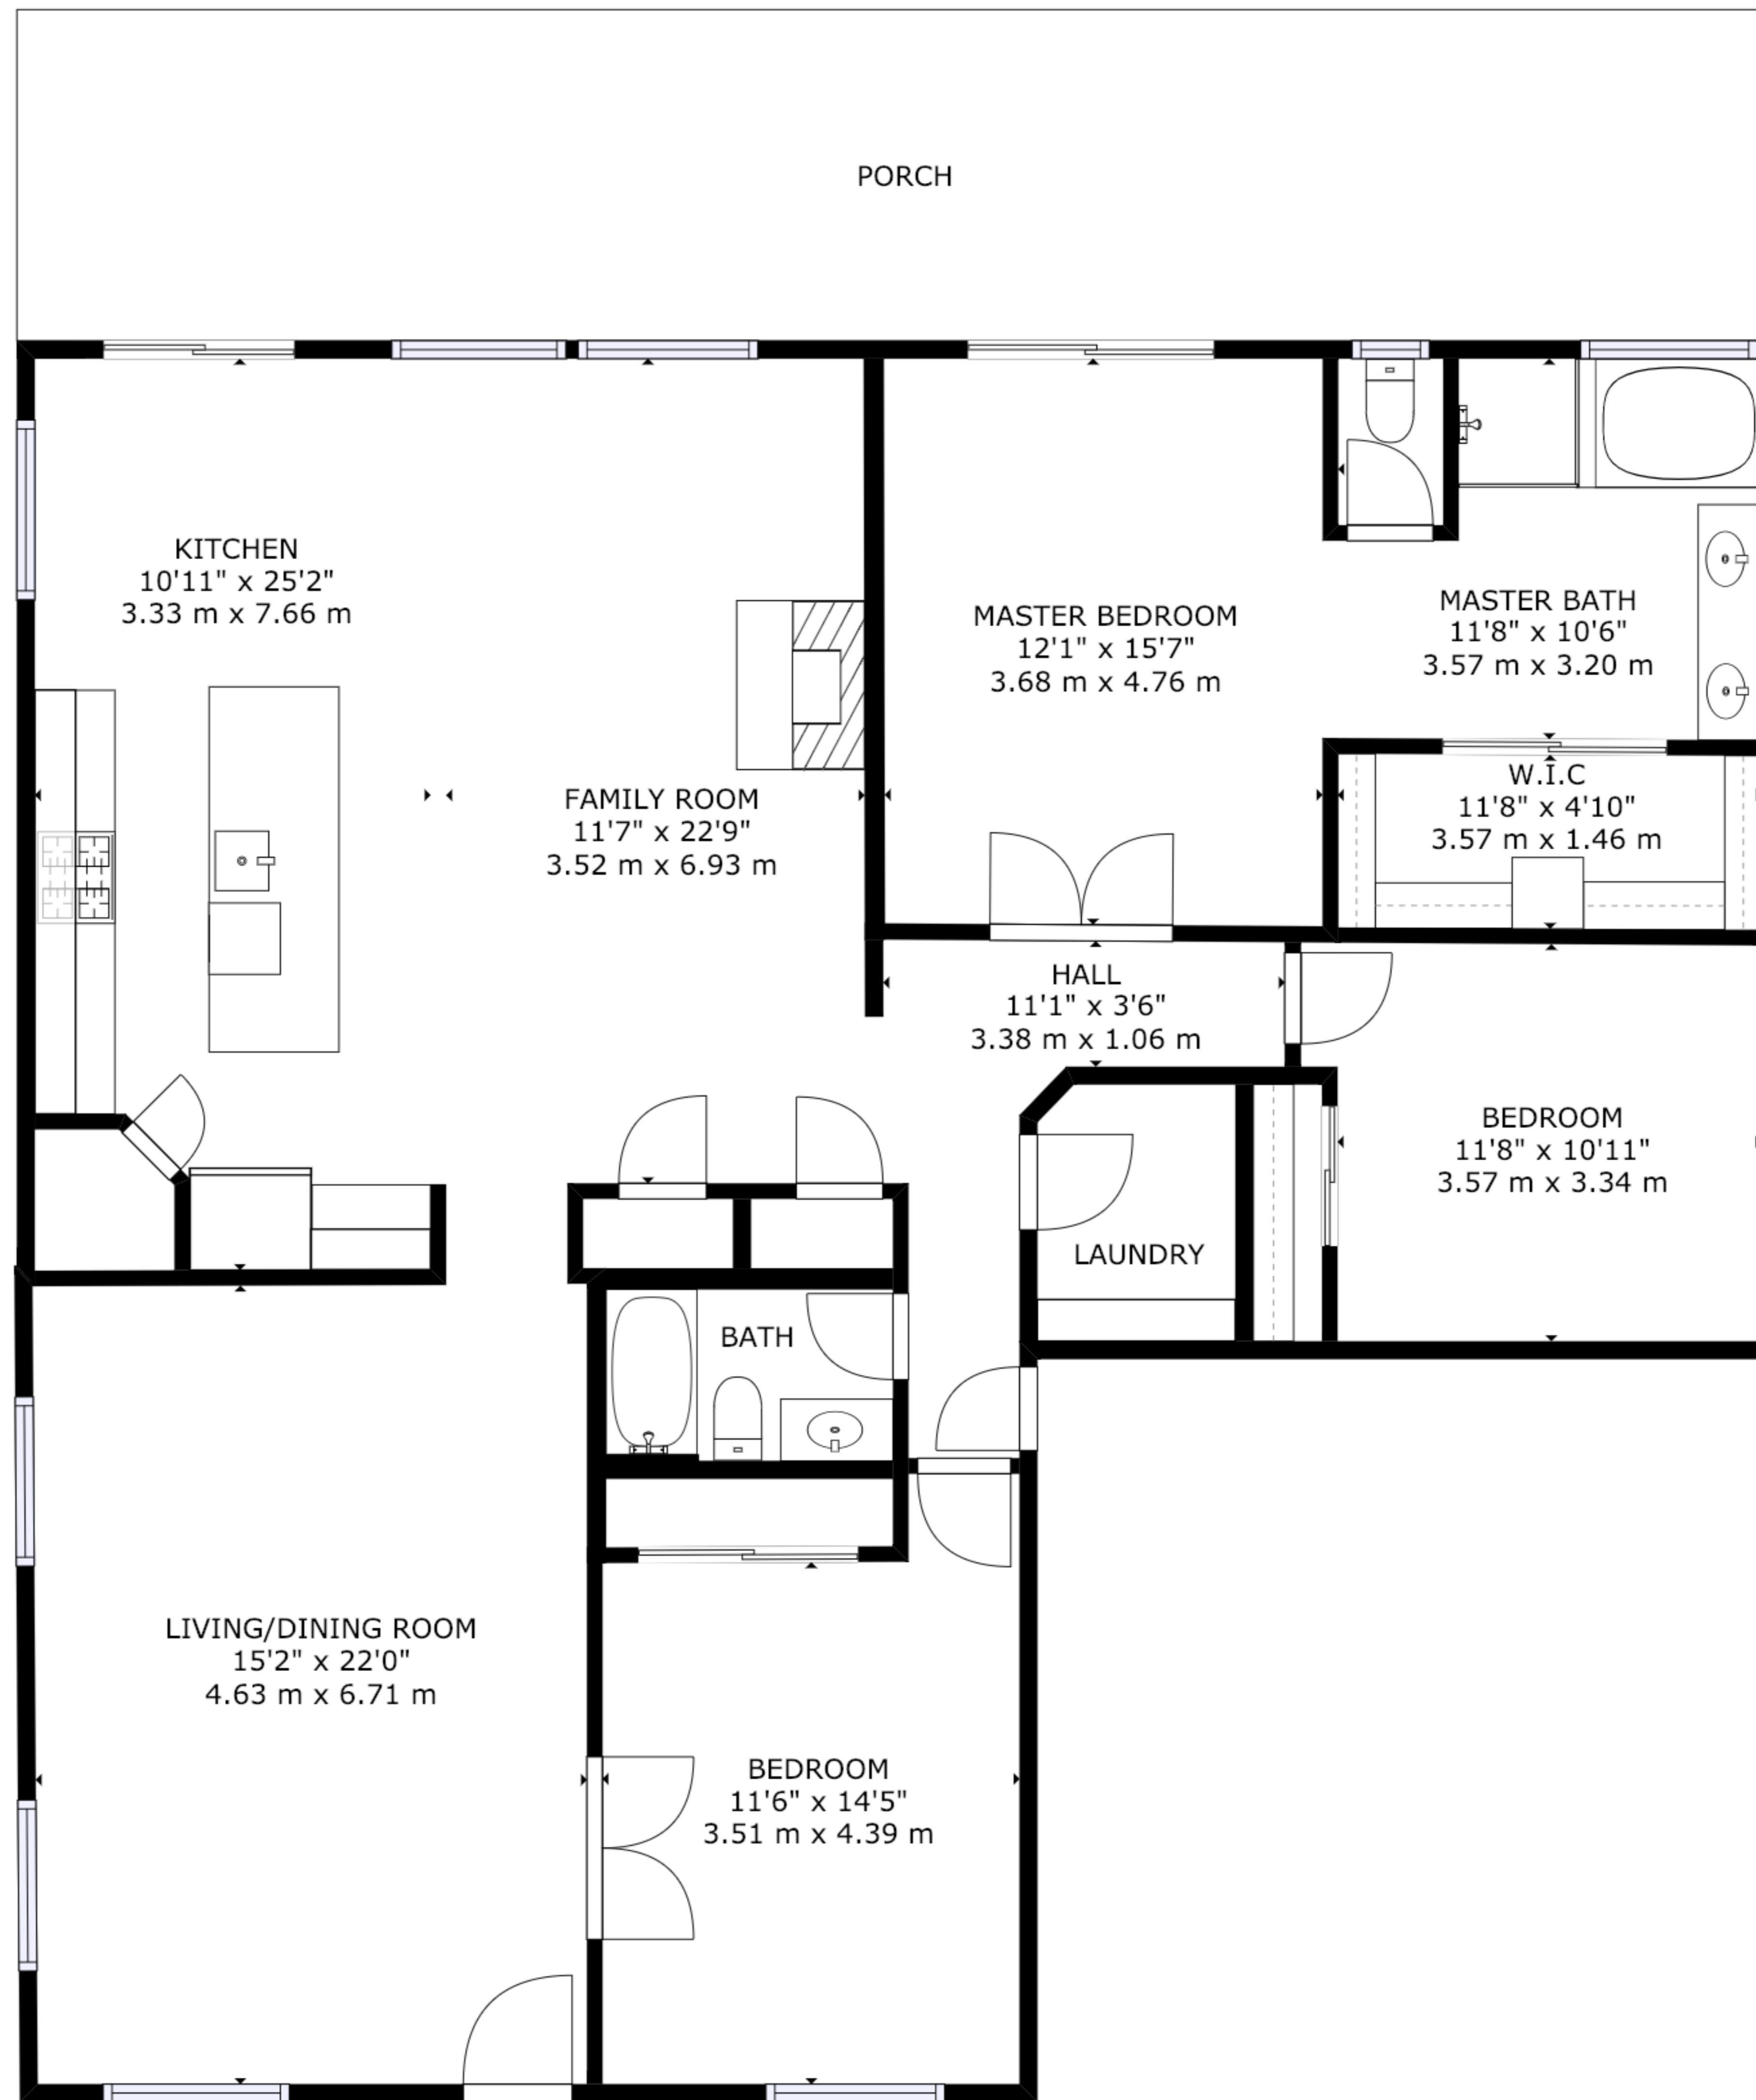 PORCH
KITCHEN
10'11" x 25'2"
3.33 m x 7.66 m
MASTER BEDROOM
12'1" x 15'7"
3.68 m x 4.76 m
MASTER BATH
11'8" x 10'6"
3.57 m x 3.20 m
FAMILY ROOM
11'7" x 22'9"
3.52 m x 6.93 m
W.I.C
11'8" x 4'10"
3.57 m x 1.46 m
HALL
11'1" x 3'6"
3.38 m x 1.06 m
BEDROOM
11'8" x 10'11"
3.57 m x 3.34 m
LAUNDRY
BATH
LIVING/DINING ROOM
15'2" x 22'0"
4.63 m x 6.71 m
BEDROOM
11'6" x 14'5"
3.51 m x 4.39 m